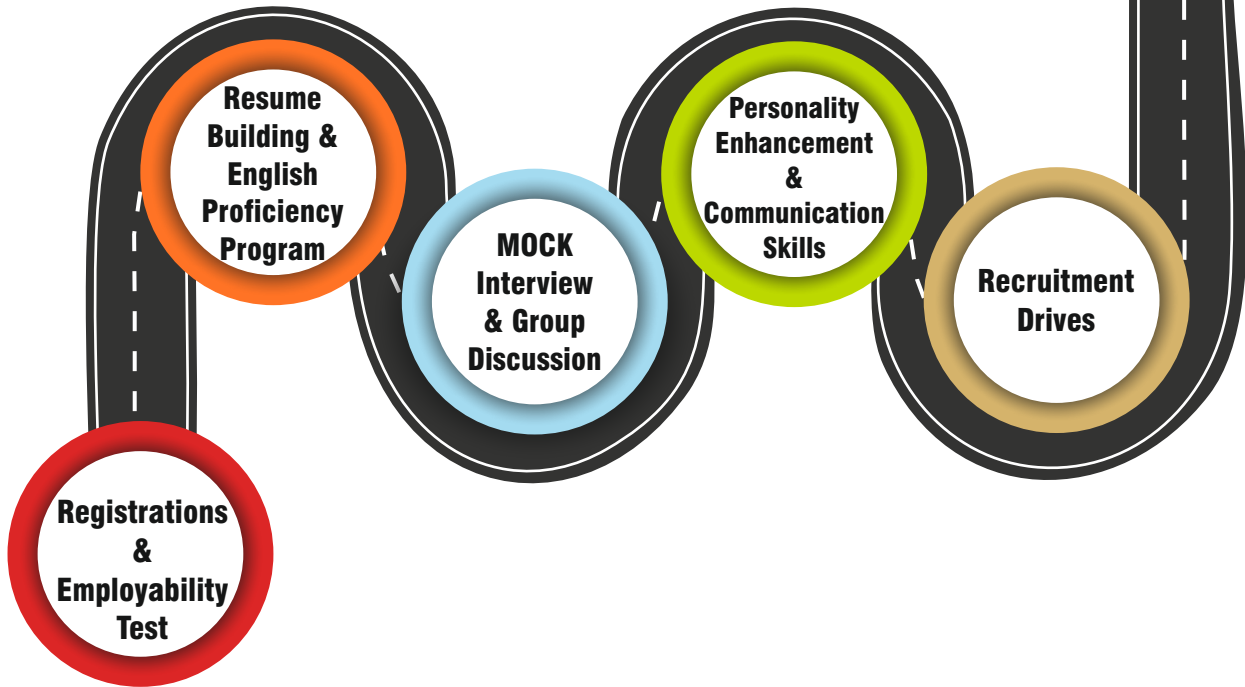 Registrations
&
Employability
Test
Resume
Building &
English
Proficiency
Program
MOCK
Interview
& Group
Discussion
Personality
Enhancement
&
Communication
Skills
Recruitment
Drives